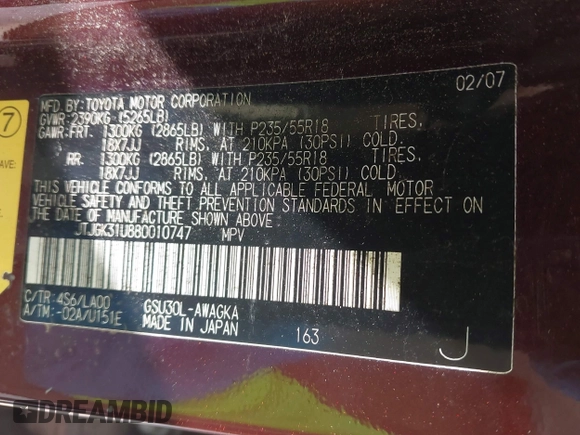 02/07
MFD.BY:TOYOTA MOTOR CORPORATION
GVWR:2390KG (5265LB)
GAWR:FRT. 1300KG (2865LB) WITH P235/55R18 TIRES,
18X7JJ RIMS, AT 210KPA (30PSI) COLD.
RR. 1300KG (2865LB) WITH P235/55R18 TIRES,
18X7JJ RIMS, AT 210KPA (30PSI) COLD.
THIS VEHICLE CONFORMS TO ALL APPLICABLE FEDERAL MOTOR
VEHICLE SAFETY AND THEFT PREVENTION STANDARDS IN EFFECT ON
THE DATE OF MANUFACTURE SHOWN ABOVE.
JTJGK31U880010747 MPV
C/TR: 4S6/LA00 GSU30L-AWAGKA
A/TM:-02A/U151E MADE IN JAPAN 163 J
7
DREAMBID